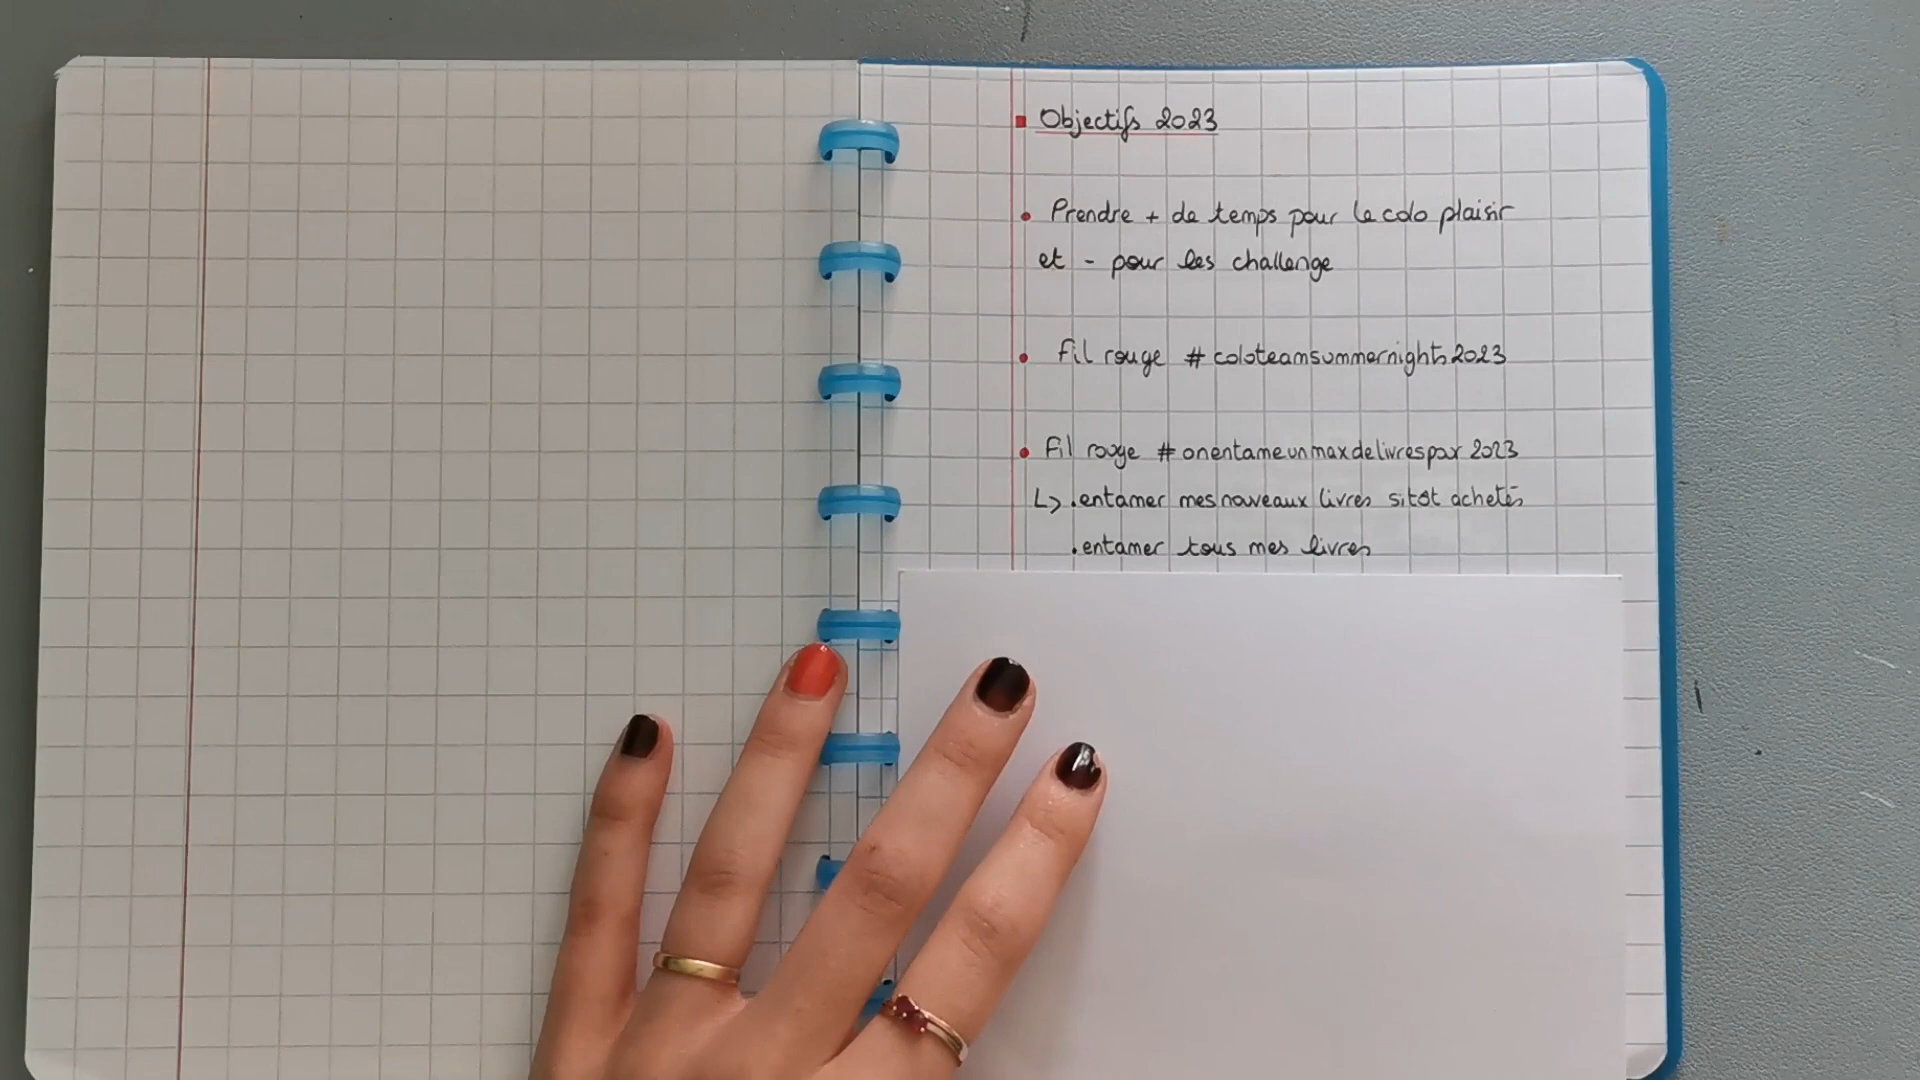 Objectifs 2023
Prendre + de temps pour le colo plaisir
et - pour les challenge
Fil rouge #coloteamsummernights2023
Fil rouge #onentameunmaxdelivrespar2023
↳ .entamer mes nouveaux livres sitôt achetés
.entamer tous mes livres